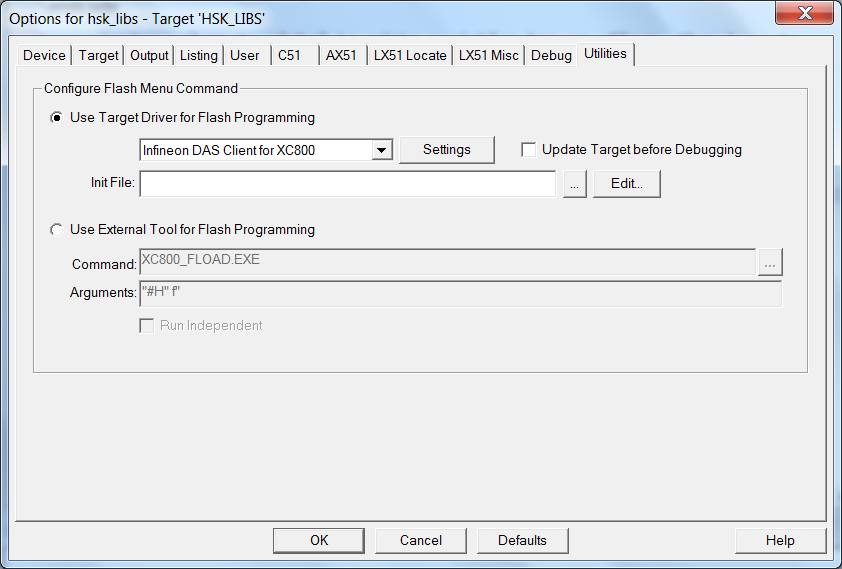 Options for hsk_libs - Target 'HSK_LIBS'
Device Target Output Listing User C51 AX51 LX51 Locate LX51 Misc Debug Utilities
Configure Flash Menu Command
Use Target Driver for Flash Programming
Infineon DAS Client for XC800 Settings Update Target before Debugging
Init File: ... Edit...
Use External Tool for Flash Programming
Command: XC800_FLOAD.EXE ...
Arguments: "#H" f"
Run Independent
OK Cancel Defaults Help